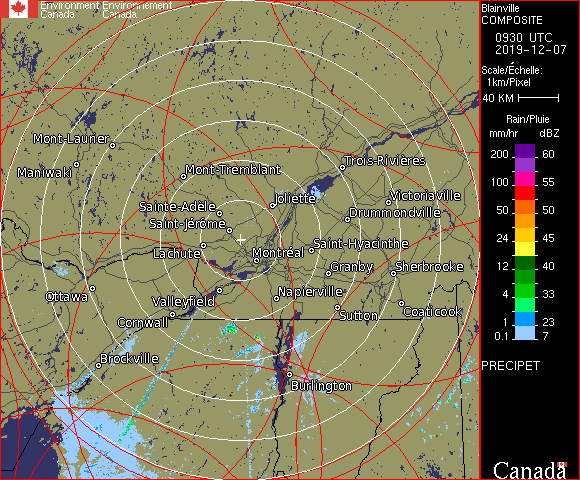 Environment Environnement
Canada Canada
Blainville
COMPOSITE
0930 UTC
2019-12-07
Scale/Échelle:
1km/Pixel
40 KM
Rain/Pluie
mm/hr dBZ
200 60
100 55
50 50
24 45
12 40
4 33
1 23
0.1 7
PRECIPET
Mont-Laurier
Maniwaki
Mont-Tremblant
Trois-Rivières
Sainte-Adèle
Joliette
Victoriaville
Saint-Jérôme
Drummondville
Lachute
Montréal
Saint-Hyacinthe
Granby
Sherbrooke
Ottawa
Valleyfield
Napierville
Cornwall
Sutton
Coaticook
Brockville
Burlington
Canada